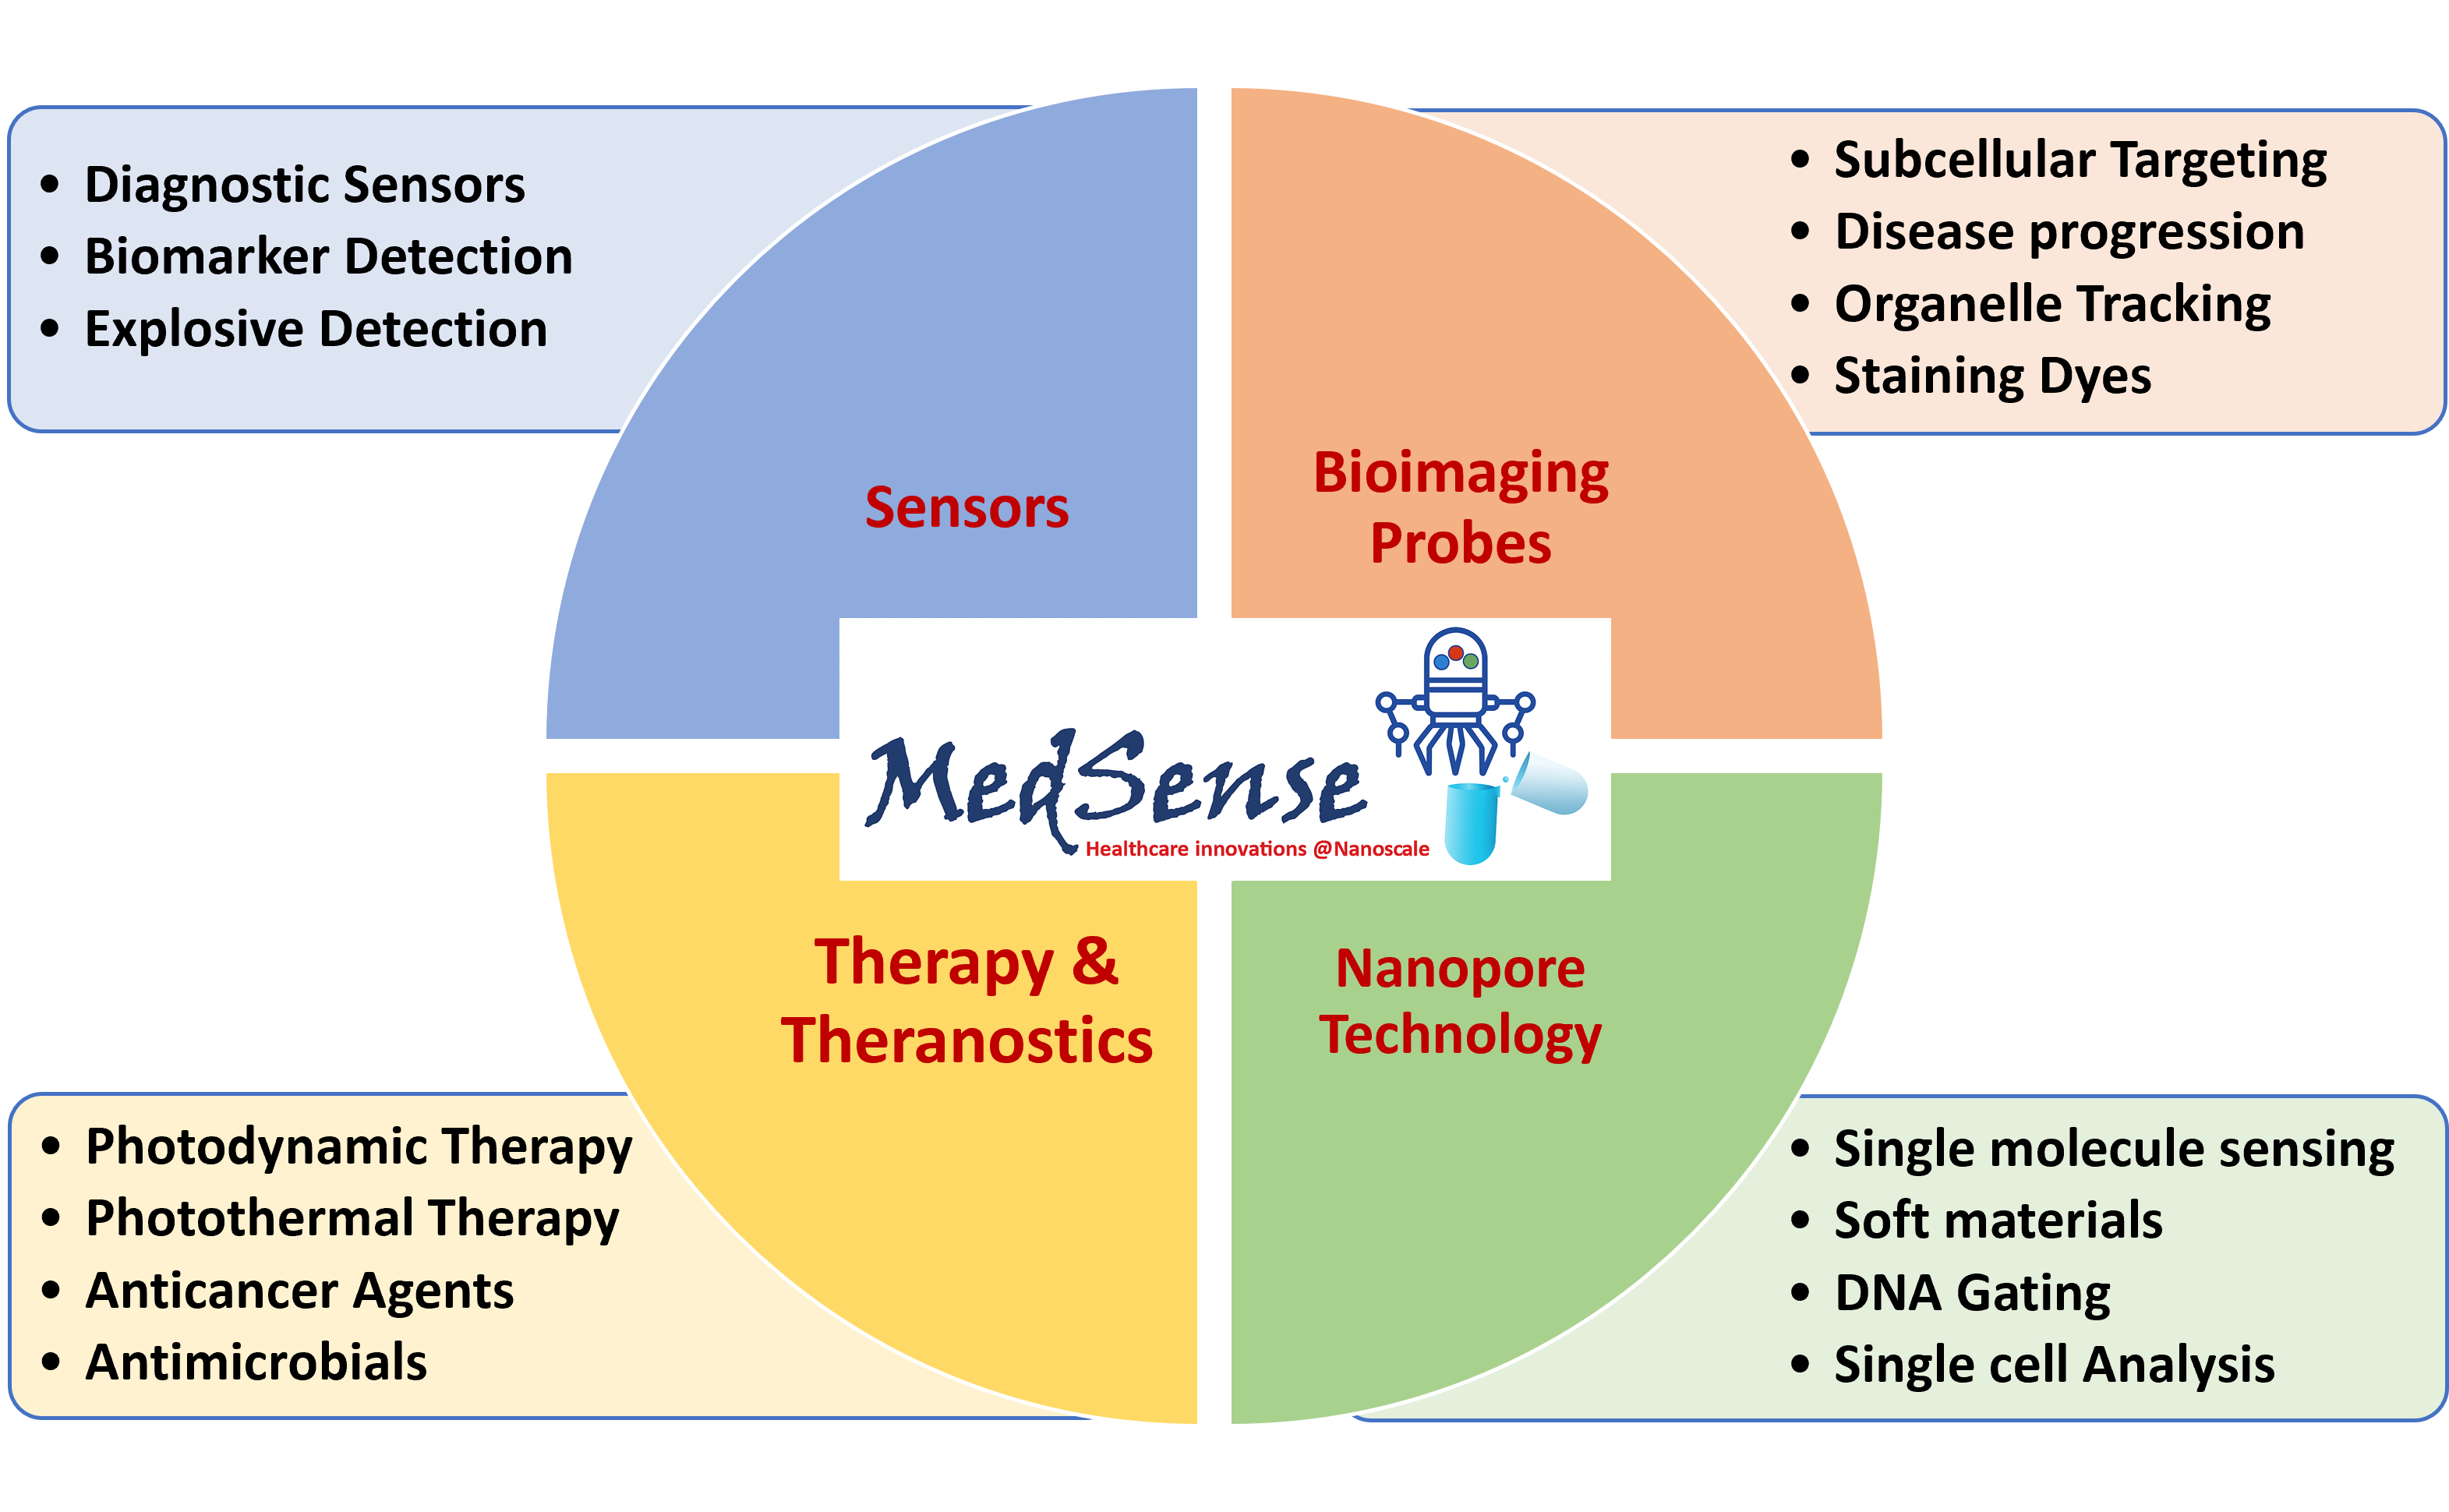 • Diagnostic Sensors
• Biomarker Detection
• Explosive Detection
Sensors
• Subcellular Targeting
• Disease progression
• Organelle Tracking
• Staining Dyes
Bioimaging
Probes
MedSense
Healthcare innovations @Nanoscale
Therapy &
Theranostics
• Photodynamic Therapy
• Photothermal Therapy
• Anticancer Agents
• Antimicrobials
Nanopore
Technology
• Single molecule sensing
• Soft materials
• DNA Gating
• Single cell Analysis